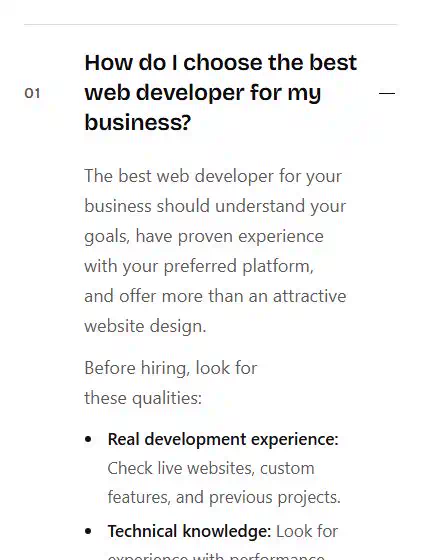 How do I choose the best
01 web developer for my —
business?
The best web developer for your
business should understand your
goals, have proven experience
with your preferred platform,
and offer more than an attractive
website design.
Before hiring, look for
these qualities:
• Real development experience:
Check live websites, custom
features, and previous projects.
• Technical knowledge: Look for
experience with performance